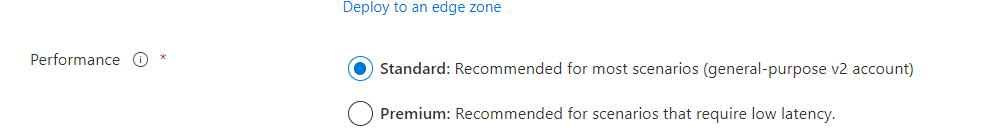 Deploy to an edge zone
Performance *
Standard: Recommended for most scenarios (general-purpose v2 account)
Premium: Recommended for scenarios that require low latency.